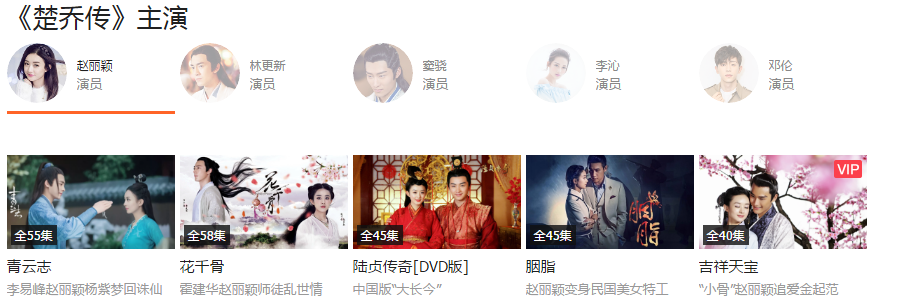 《楚乔传》主演
赵丽颖
演员
林更新
演员
窦骁
演员
李沁
演员
邓伦
演员
全55集
青云志
李易峰赵丽颖杨紫梦回诛仙
花千骨
全58集
花千骨
霍建华赵丽颖师徒乱世情
全45集
陆贞传奇[DVD版]
中国版“大长今”
胭脂
全45集
胭脂
赵丽颖变身民国美女特工
VIP
全40集
吉祥天宝
“小骨”赵丽颖追爱金起范